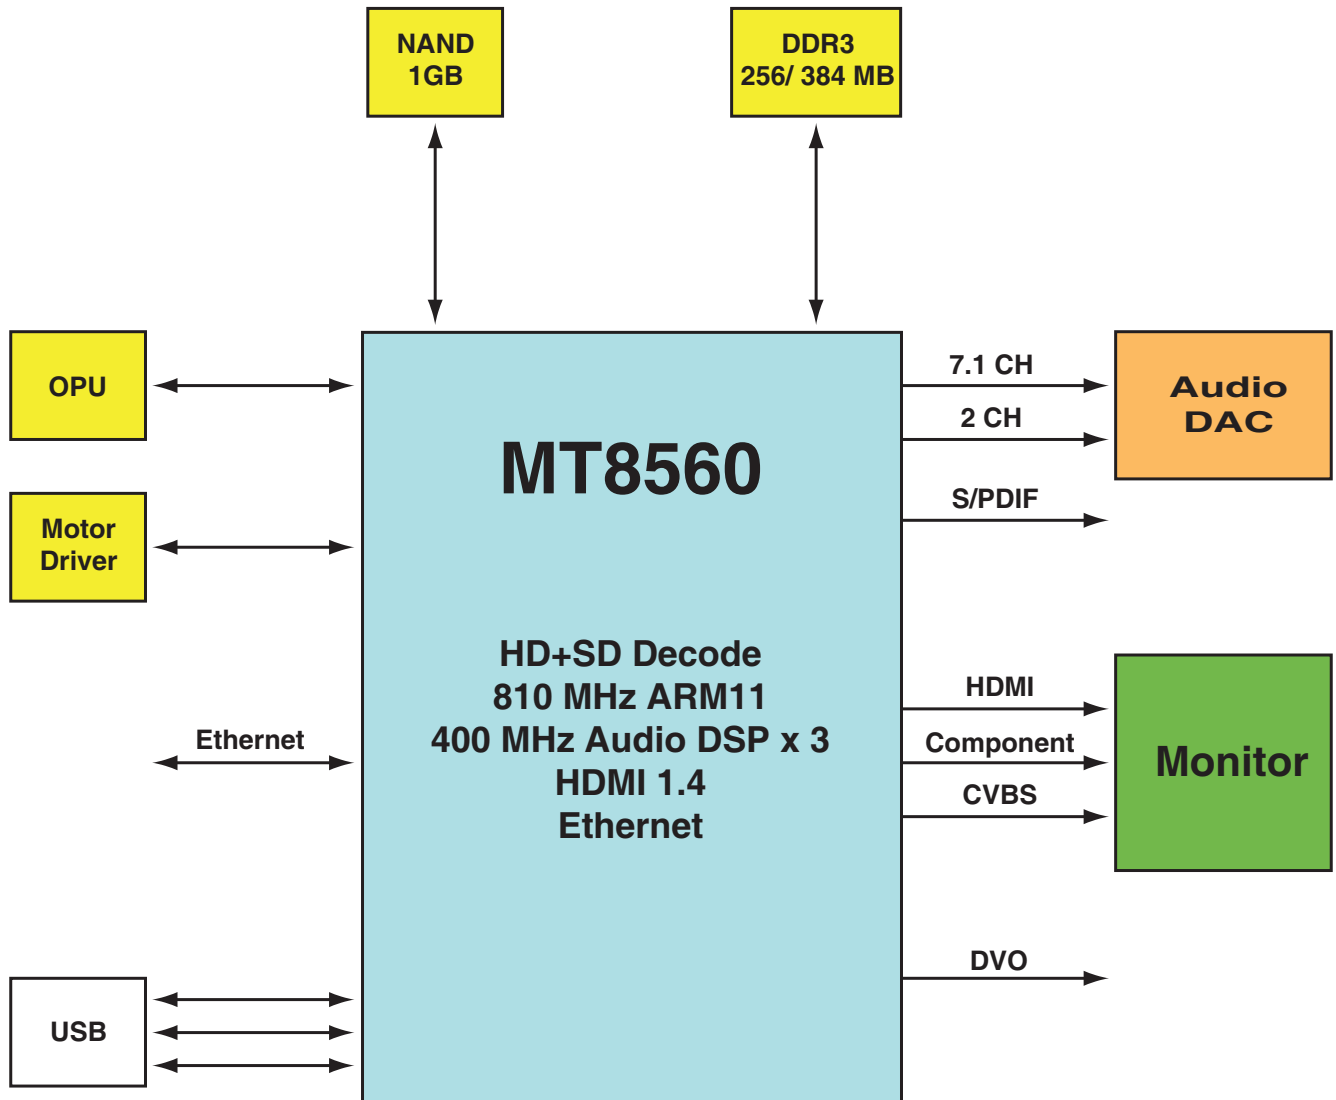 NAND
1GB
DDR3
256/ 384 MB
OPU
Motor
Driver
Ethernet
USB
MT8560
HD+SD Decode
810 MHz ARM11
400 MHz Audio DSP x 3
HDMI 1.4
Ethernet
7.1 CH
2 CH
S/PDIF
Audio
DAC
HDMI
Component
CVBS
Monitor
DVO